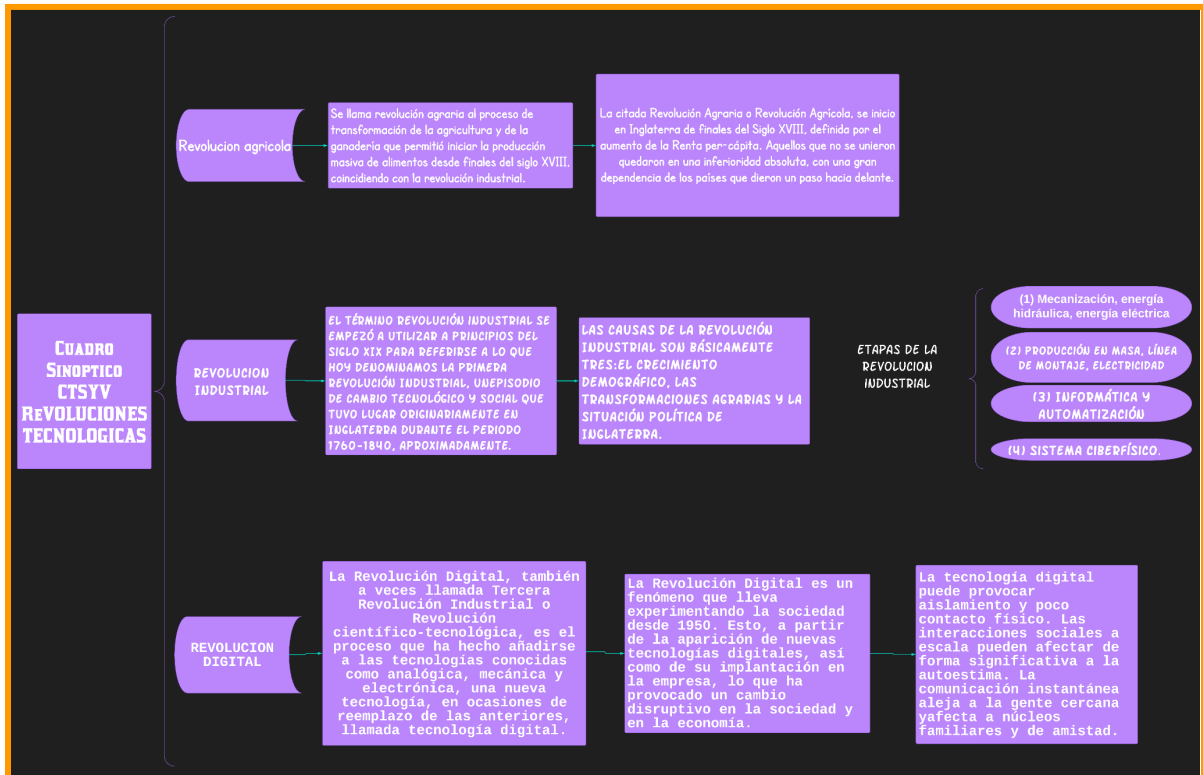 CUADRO
SINOPTICO
CTSYV
REVOLUCIONES
TECNOLOGICAS
Revolucion agricola
Se llama revolución agraria al proceso de
transformación de la agricultura y de la
ganadería que permitió iniciar la producción
masiva de alimentos desde finales del siglo XVIII,
coincidiendo con la revolución industrial.
La citada Revolución Agraria o Revolución Agrícola, se inicio
en Inglaterra de finales del Siglo XVIII, definida por el
aumento de la Renta per-cápita. Aquellos que no se unieron
quedaron en una inferioridad absoluta, con una gran
dependencia de los países que dieron un paso hacia delante.
REVOLUCION
INDUSTRIAL
EL TÉRMINO REVOLUCIÓN INDUSTRIAL SE
EMPEZÓ A UTILIZAR A PRINCIPIOS DEL
SIGLO XIX PARA REFERIRSE A LO QUE
HOY DENOMINAMOS LA PRIMERA
REVOLUCIÓN INDUSTRIAL, UNEPISODIO
DE CAMBIO TECNOLÓGICO Y SOCIAL QUE
TUVO LUGAR ORIGINARIAMENTE EN
INGLATERRA DURANTE EL PERIODO
1760-1840, APROXIMADAMENTE.
LAS CAUSAS DE LA REVOLUCIÓN
INDUSTRIAL SON BÁSICAMENTE
TRES:EL CRECIMIENTO
DEMOGRÁFICO, LAS
TRANSFORMACIONES AGRARIAS Y LA
SITUACIÓN POLÍTICA DE
INGLATERRA.
ETAPAS DE LA
REVOLUCION
INDUSTRIAL
(1) Mecanización, energía
hidráulica, energía eléctrica
(2) PRODUCCIÓN EN MASA, LÍNEA
DE MONTAJE, ELECTRICIDAD
(3) INFORMÁTICA Y
AUTOMATIZACIÓN
(4) SISTEMA CIBERFÍSICO.
REVOLUCION
DIGITAL
La Revolución Digital, también
a veces llamada Tercera
Revolución Industrial o
Revolución
científico-tecnológica, es el
proceso que ha hecho añadirse
a las tecnologías conocidas
como analógica, mecánica y
electrónica, una nueva
tecnología, en ocasiones de
reemplazo de las anteriores,
llamada tecnología digital.
La Revolución Digital es un
fenómeno que lleva
experimentando la sociedad
desde 1950. Esto, a partir
de la aparición de nuevas
tecnologías digitales, así
como de su implantación en
la empresa, lo que ha
provocado un cambio
disruptivo en la sociedad y
en la economía.
La tecnología digital
puede provocar
aislamiento y poco
contacto físico. Las
interacciones sociales a
escala pueden afectar de
forma significativa a la
autoestima. La
comunicación instantánea
aleja a la gente cercana
yafecta a núcleos
familiares y de amistad.